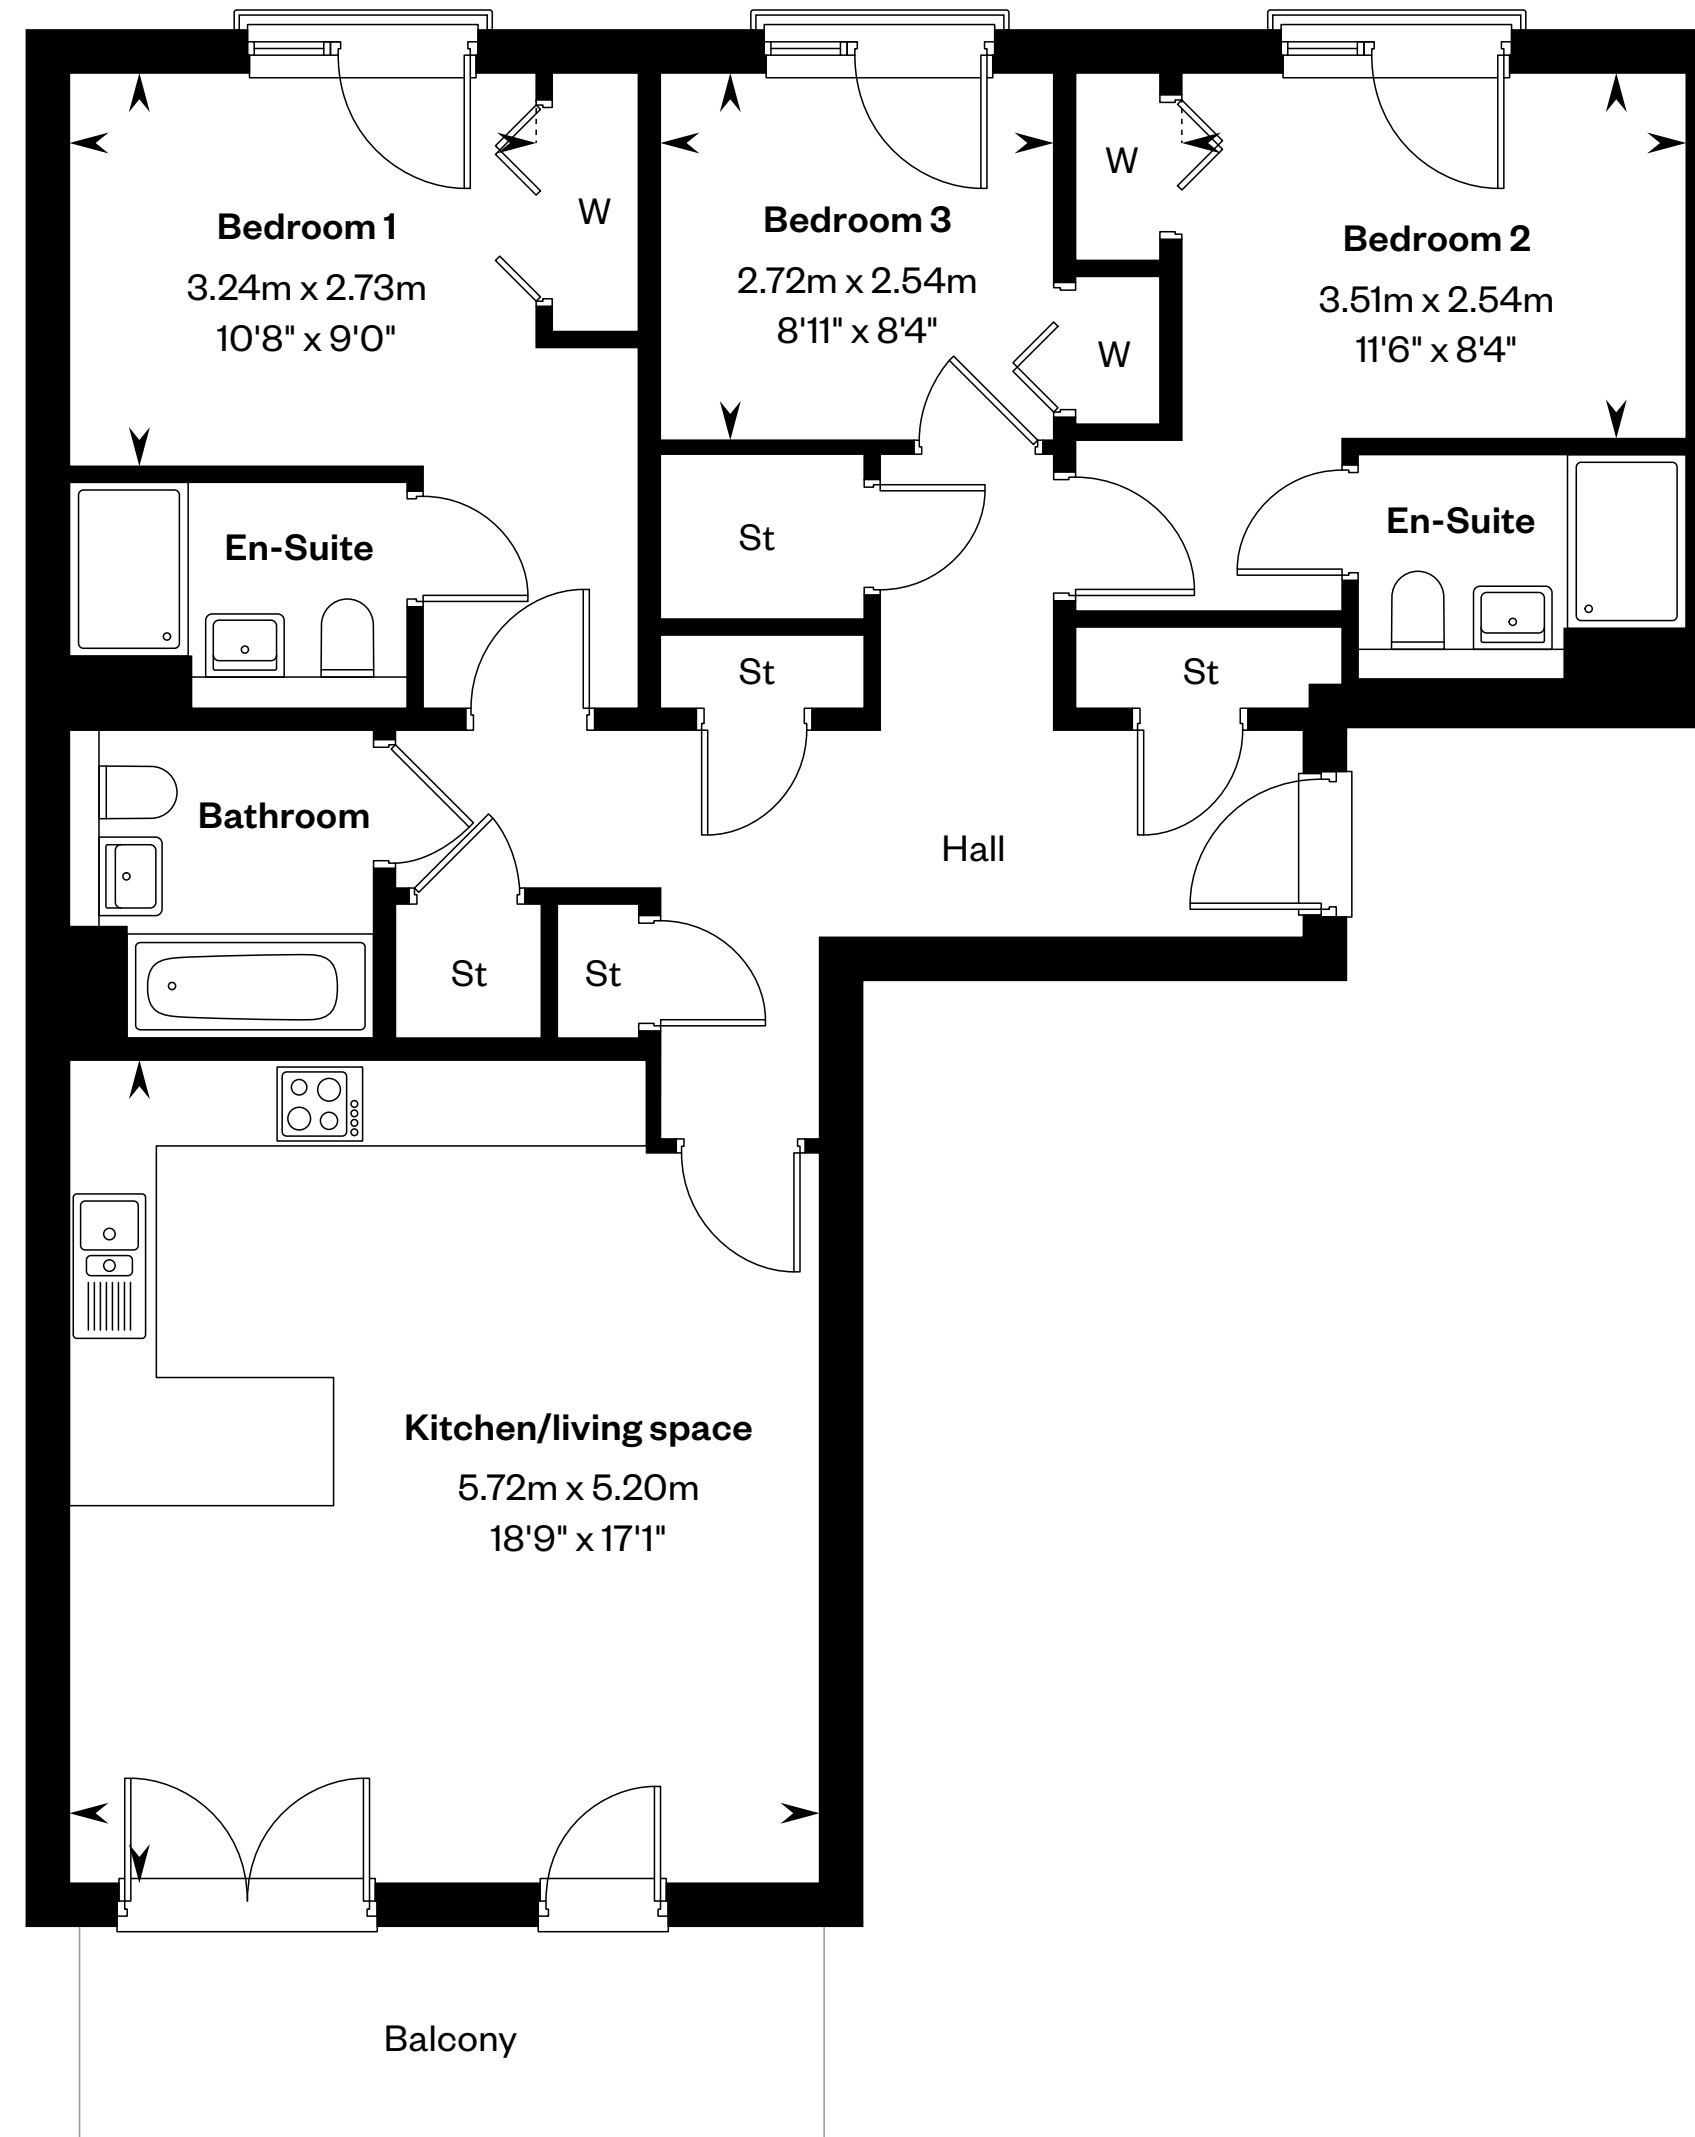 Bedroom 1
3.24m x 2.73m
10'8" x 9'0"
W
Bedroom 3
2.72m x 2.54m
8'11" x 8'4"
W
W
Bedroom 2
3.51m x 2.54m
11'6" x 8'4"
En-Suite
St
En-Suite
St
St
Bathroom
Hall
St
St
Kitchen/living space
5.72m x 5.20m
18'9" x 17'1"
Balcony